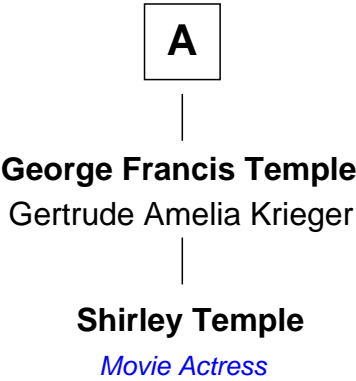 A
George Francis Temple
Gertrude Amelia Krieger
Shirley Temple
Movie Actress